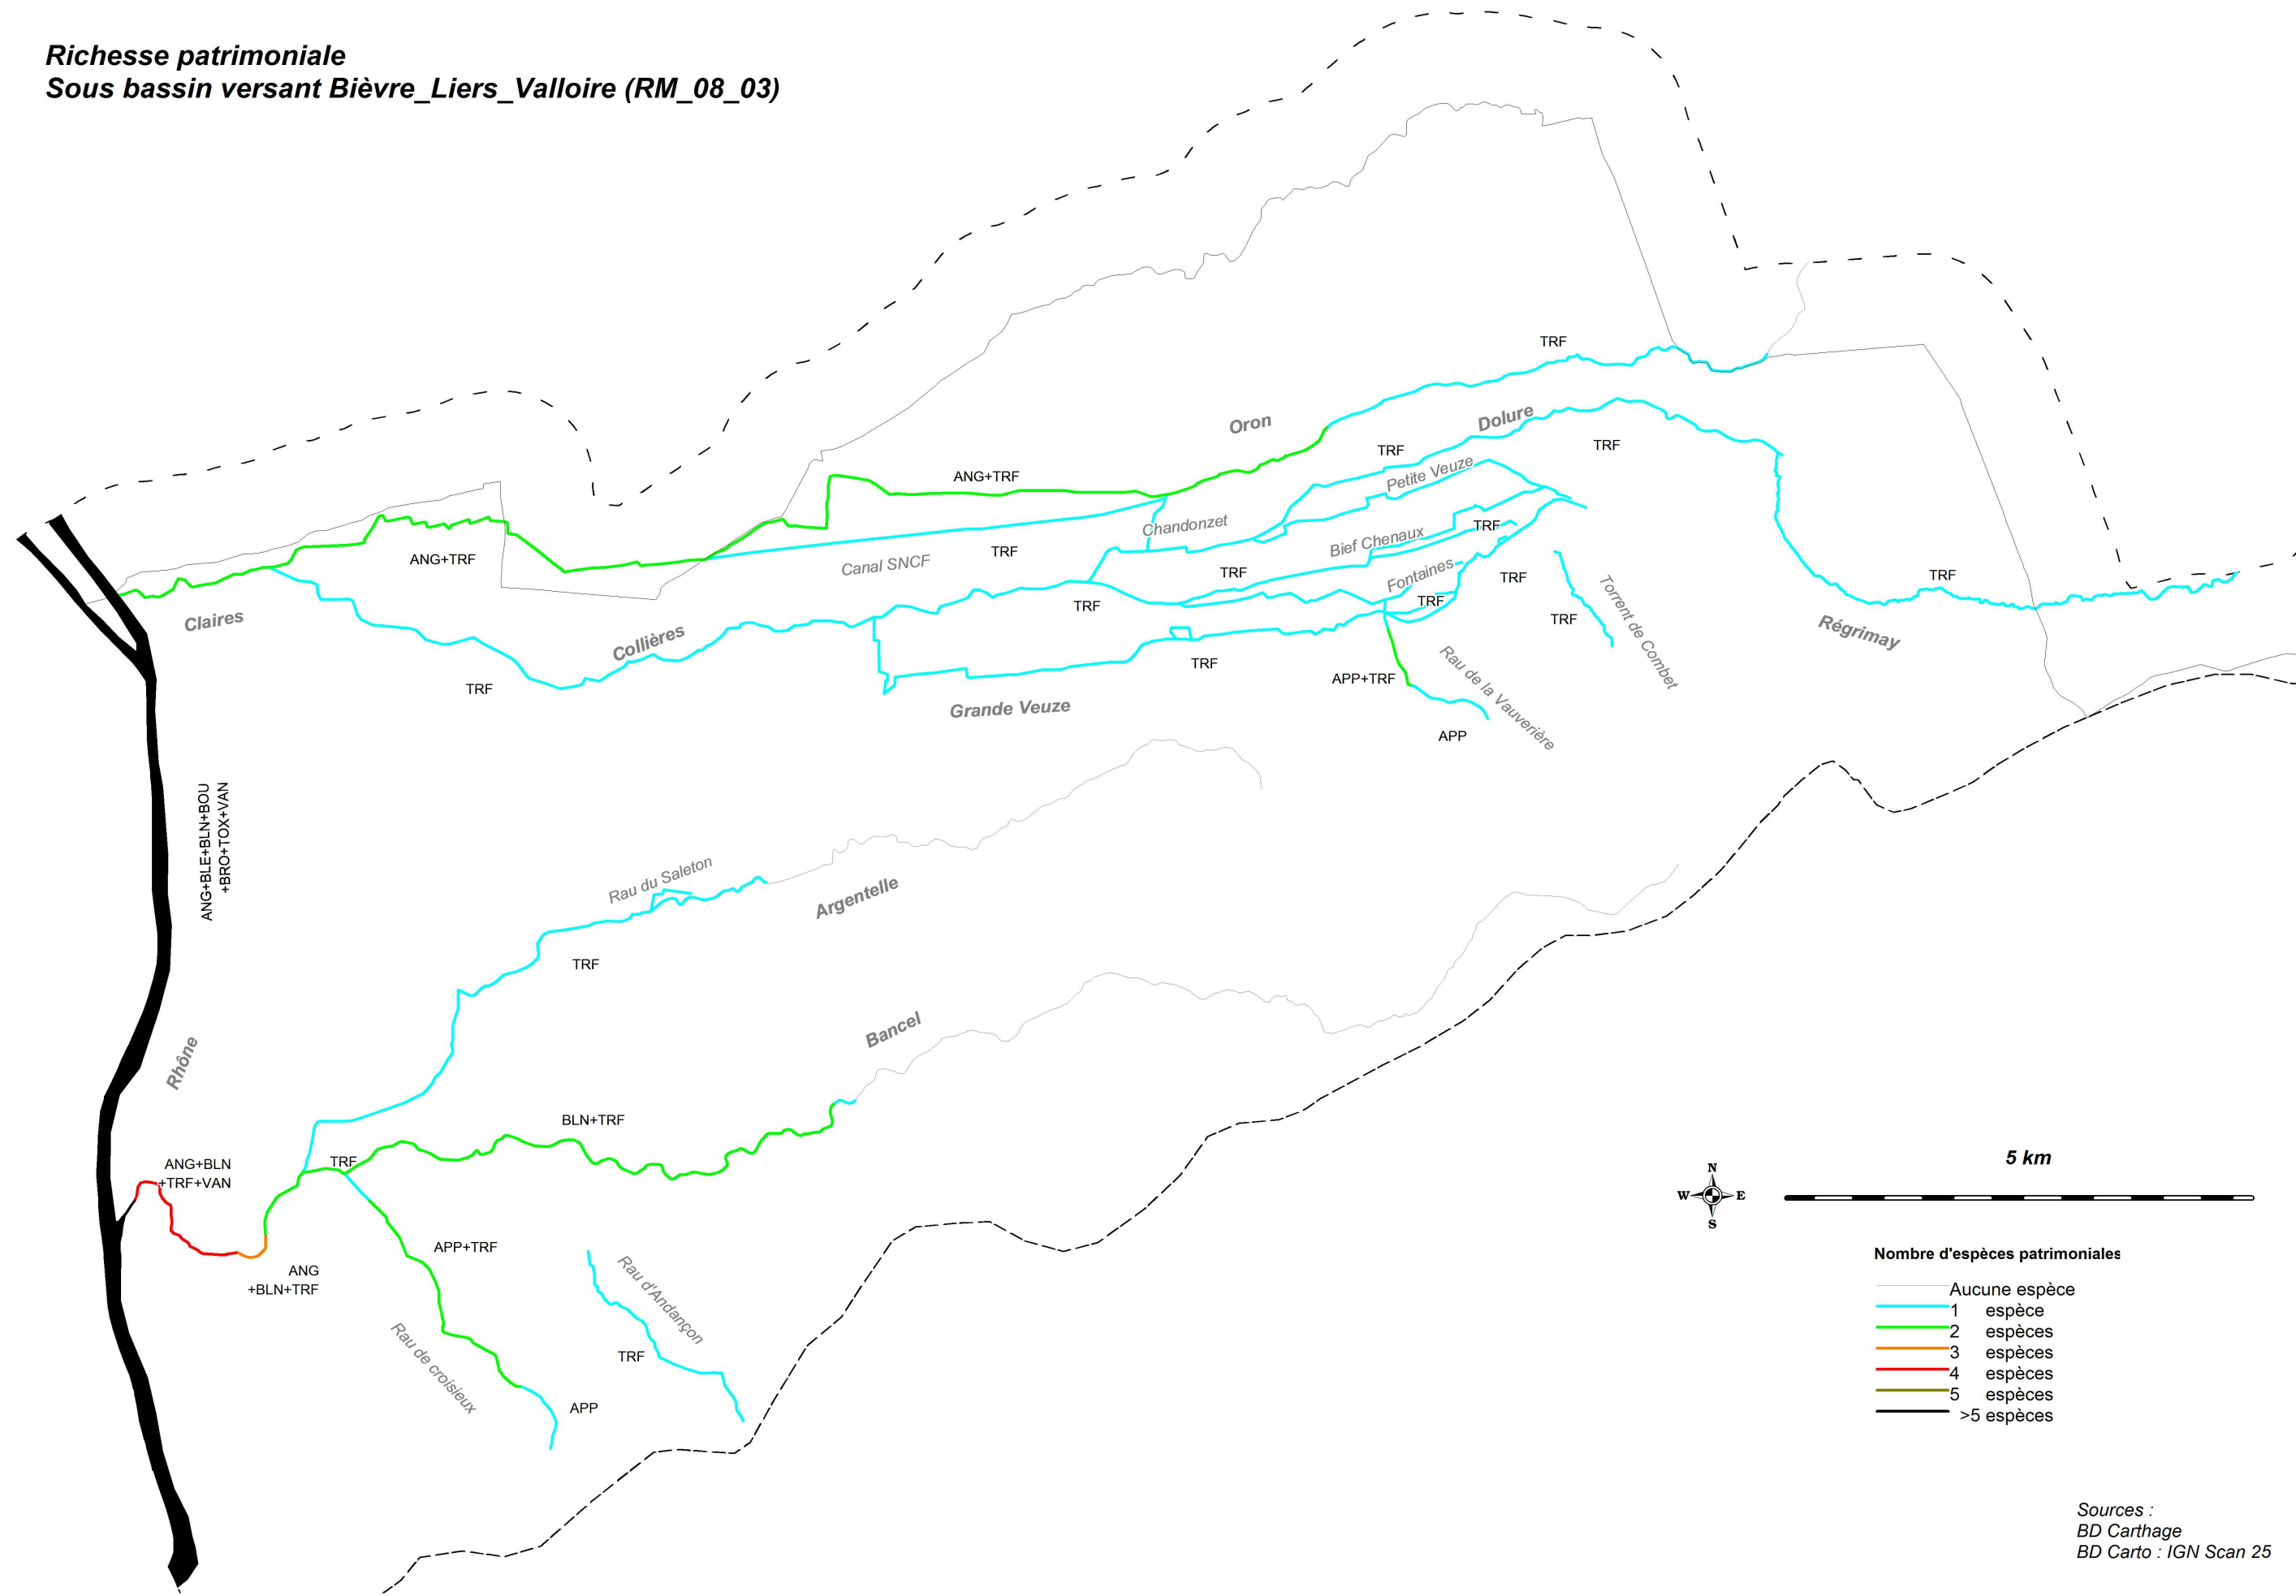 Richesse patrimoniale
Sous bassin versant Bièvre_Liers_Valloire (RM_08_03)
TRF
Oron
Dolure
TRF
TRF
ANG+TRF
Petite Veuze
Chandonzet
TRF
Bief Chenaux
ANG+TRF
Canal SNCF
TRF
TRF
Fontaines
TRF
TRF
TRF
Claires
TRF
TRF
Torrent de Combet
Régrimay
Collières
TRF
TRF
APP+TRF
Rau de la Vauverière
Grande Veuze
APP
ANG+BLE+BLN+BOU
+BRO+TOX+VAN
Rau du Saleton
Argentelle
TRF
Bancel
Rhône
BLN+TRF
ANG+BLN
+TRF+VAN
TRF
APP+TRF
ANG
+BLN+TRF
Rau d'Andançon
Rau de croisieux
TRF
APP
N
W
E
S
5 km
Nombre d'espèces patrimoniales
Aucune espèce
1 espèce
2 espèces
3 espèces
4 espèces
5 espèces
>5 espèces
Sources :
BD Carthage
BD Carto : IGN Scan 25